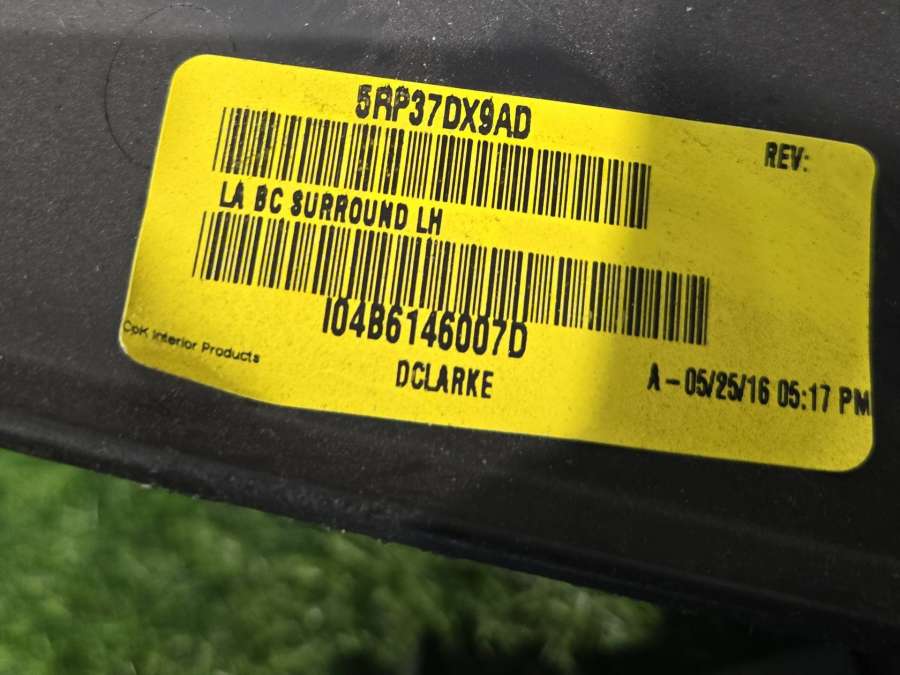 5RP37DX9AD
REV:
LA BC SURROUND LH
I04B6146007D
CpK Interior Products
DCLARKE
A - 05/25/16 05:17 PM